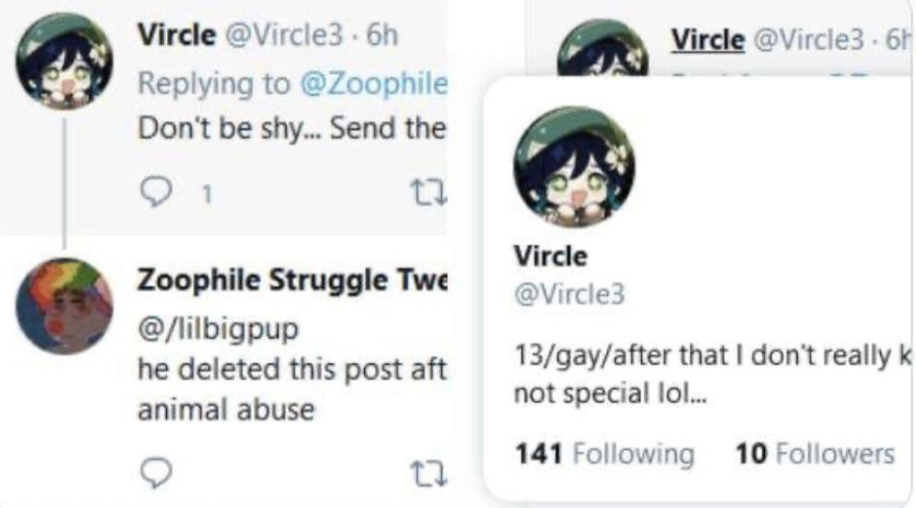 Vircle @Vircle3 · 6h
Replying to @Zoophile
Don't be shy... Send the
1
Zoophile Struggle Twe
@/lilbigpup
he deleted this post aft
animal abuse
Vircle @Vircle3 · 6h
Vircle
@Vircle3
13/gay/after that I don't really k
not special lol...
141 Following 10 Followers